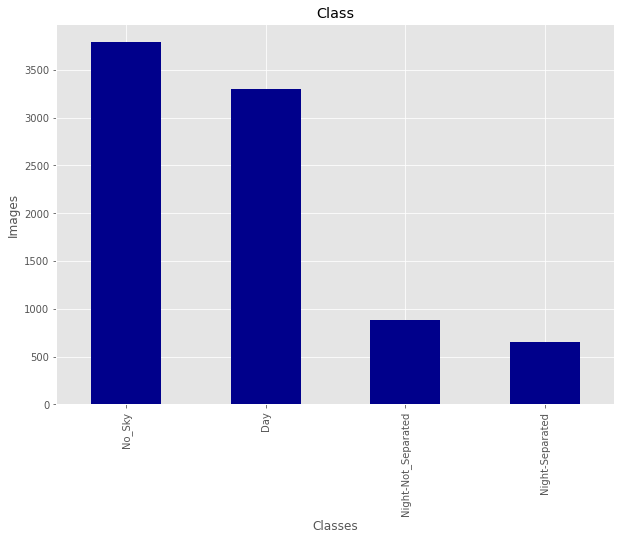 Class
3500
3000
2500
2000
1500
1000
500
0
Images
No_Sky
Day
Night-Not_Separated
Night-Separated
Classes